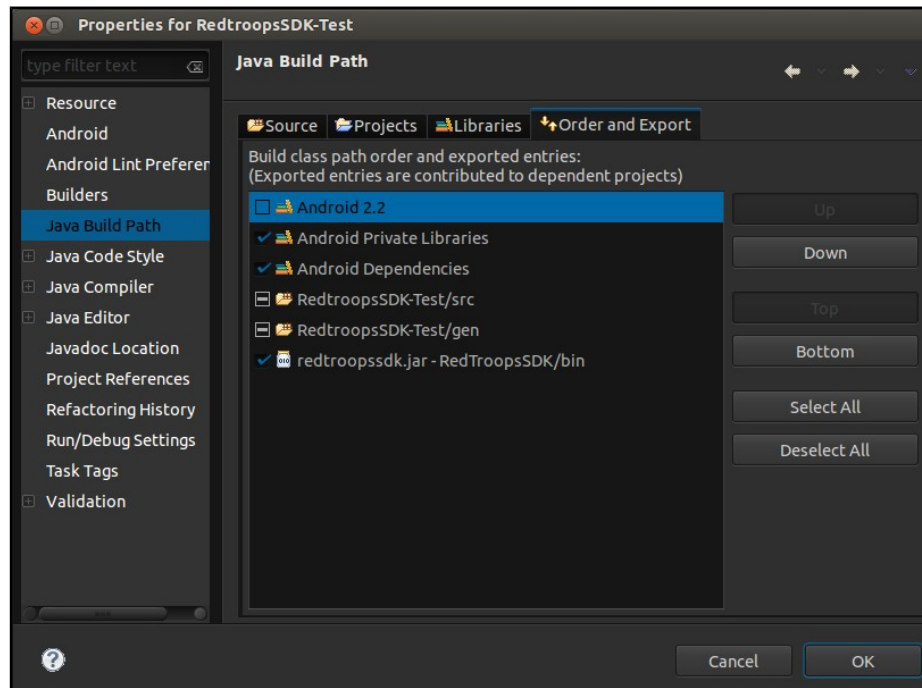 Properties for RedtroopsSDK-Test
type filter text
Resource
Android
Android Lint Preferer
Builders
Java Build Path
Java Code Style
Java Compiler
Java Editor
Javadoc Location
Project References
Refactoring History
Run/Debug Settings
Task Tags
Validation
Java Build Path
Source Projects Libraries Order and Export
Build class path order and exported entries:
(Exported entries are contributed to dependent projects)
Android 2.2
Android Private Libraries
Android Dependencies
RedtroopsSDK-Test/src
RedtroopsSDK-Test/gen
redtroopssdk.jar - RedTroopsSDK/bin
Up
Down
Top
Bottom
Select All
Deselect All
Cancel OK